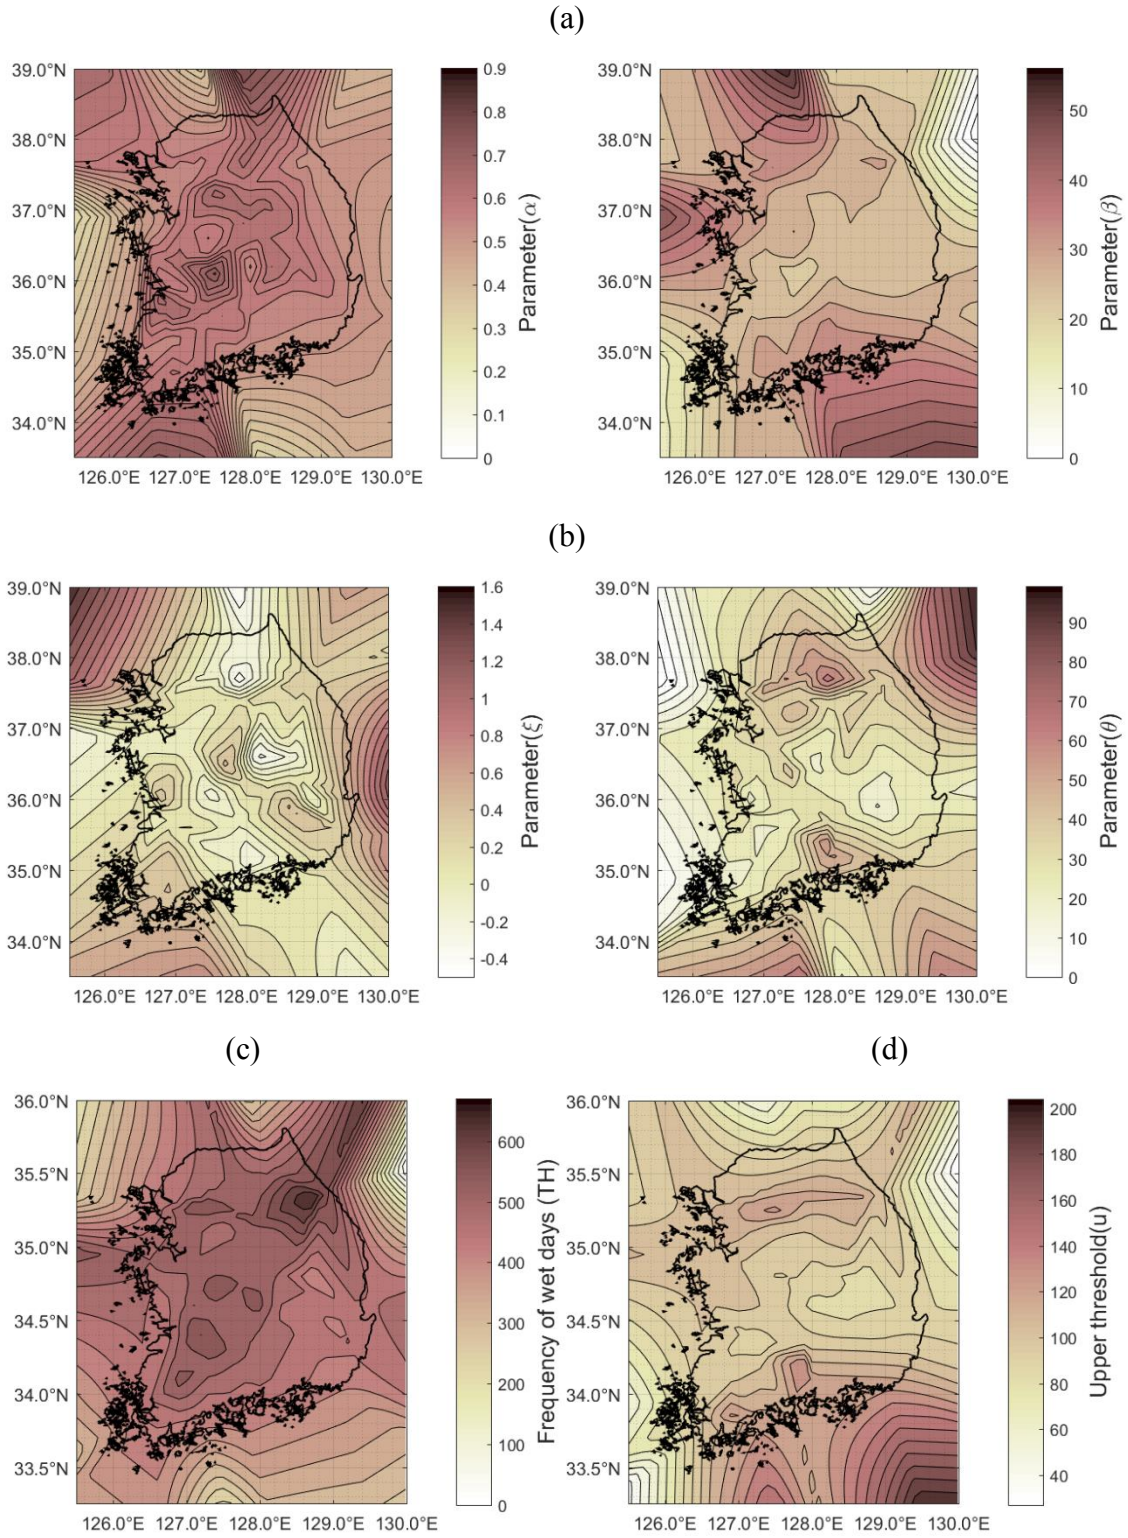 (a)
39.0°N
38.0°N
37.0°N
36.0°N
35.0°N
34.0°N
126.0°E 127.0°E 128.0°E 129.0°E 130.0°E
0.9
0.8
0.7
0.6
0.5
0.4
0.3
0.2
0.1
0
Parameter(α)
39.0°N
38.0°N
37.0°N
36.0°N
35.0°N
34.0°N
126.0°E 127.0°E 128.0°E 129.0°E 130.0°E
50
40
30
20
10
0
Parameter(β)
(b)
39.0°N
38.0°N
37.0°N
36.0°N
35.0°N
34.0°N
126.0°E 127.0°E 128.0°E 129.0°E 130.0°E
1.6
1.4
1.2
1
0.8
0.6
0.4
0.2
0
-0.2
-0.4
Parameter(ξ)
39.0°N
38.0°N
37.0°N
36.0°N
35.0°N
34.0°N
126.0°E 127.0°E 128.0°E 129.0°E 130.0°E
90
80
70
60
50
40
30
20
10
0
Parameter(θ)
(c)
36.0°N
35.5°N
35.0°N
34.5°N
34.0°N
33.5°N
126.0°E 127.0°E 128.0°E 129.0°E 130.0°E
600
500
400
300
200
100
0
Frequency of wet days (TH)
(d)
36.0°N
35.5°N
35.0°N
34.5°N
34.0°N
33.5°N
126.0°E 127.0°E 128.0°E 129.0°E 130.0°E
200
180
160
140
120
100
80
60
40
Upper threshold(u)